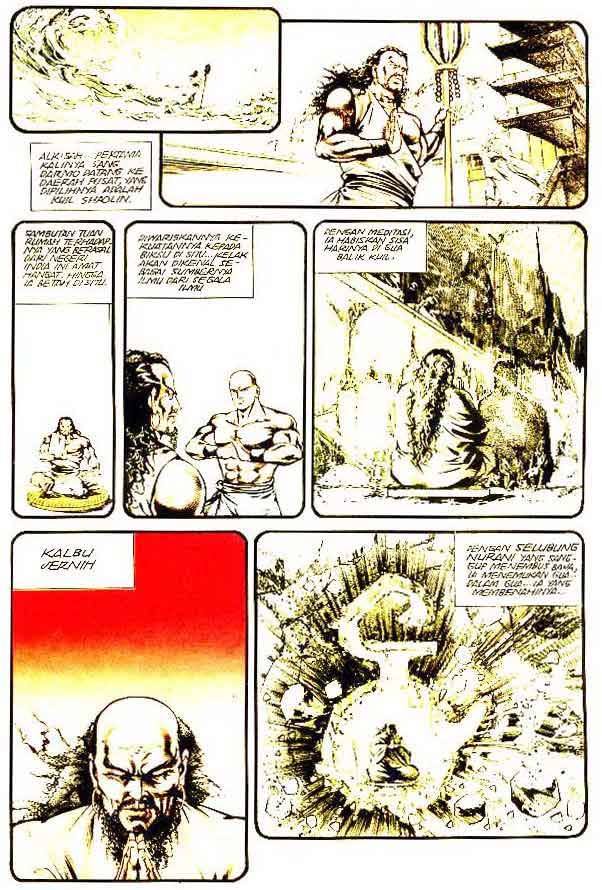 ALKISAH... PERTAMA
KALINYA SANG
DARMO DATANG KE
DAERAH PUSAT, YANG
DIPILIHNYA ADALAH
KUIL SHAOLIN.
SAMBUTAN TUAN
RUMAH TERHADAP-
NYA YANG BERASAL
DARI NEGERI
INDIA INI AMAT
HANGAT. HINGGA
IA BETAH DI SITU.
DIWARISKANNYA KE-
KUATANNYA KEPADA
BIKSU DI SITU... KELAK
AKAN DIKENAL SE-
BAGAI SUMBERNYA
ILMU DARI SEGALA
ILMU
DENGAN MEDITASI,
IA HABISKAN SISA
HARINYA DI GUA
BALIK KUIL.
KALBU
JERNIH
DENGAN SELUBUNG
NURANI YANG SANG-
GUP MENEMBUS BAJA,
IA MENEMUKAN GUA
DALAM GUA... IA YANG
MEMBENAHINYA...